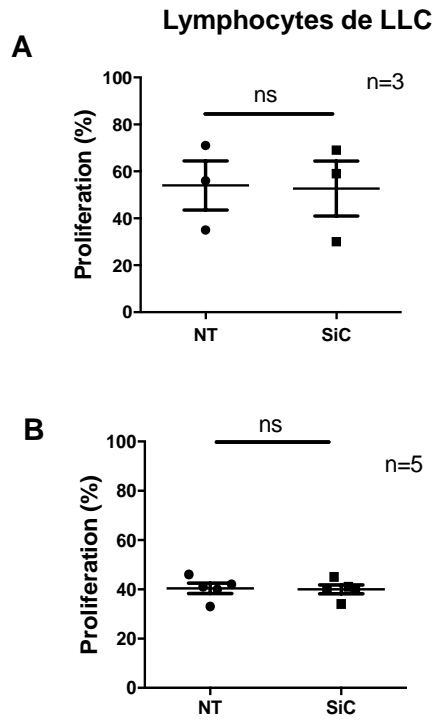 Lymphocytes de LLC
A
100
80
60
40
20
0
Proliferation (%)
ns
n=3
NT SiC
B
100
80
60
40
20
0
Proliferation (%)
ns
n=5
NT SiC